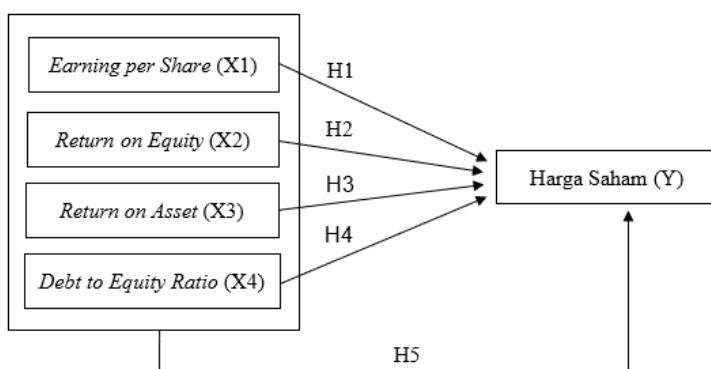 Earning per Share (X1)
H1
Return on Equity (X2)
H2
Harga Saham (Y)
Return on Asset (X3)
H3
H4
Debt to Equity Ratio (X4)
H5